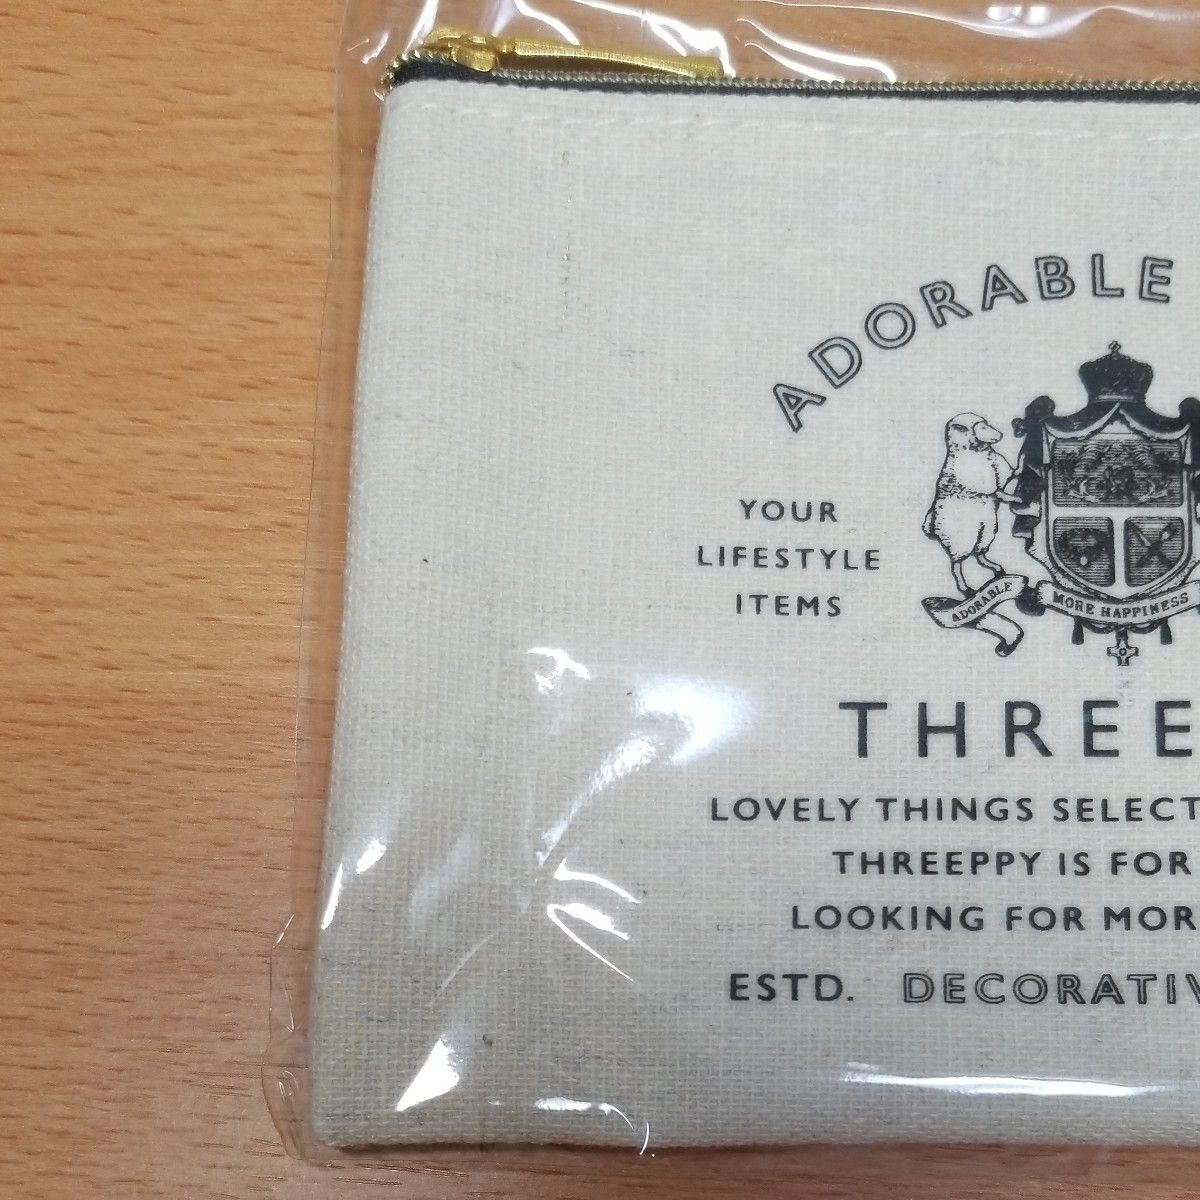 ADORABLE
YOUR
LIFESTYLE
ITEMS
ADORABLE
MORE HAPPINESS
THREE
LOVELY THINGS SELECT
THREEPPY IS FOR
LOOKING FOR MOR
ESTD. DECORATIV